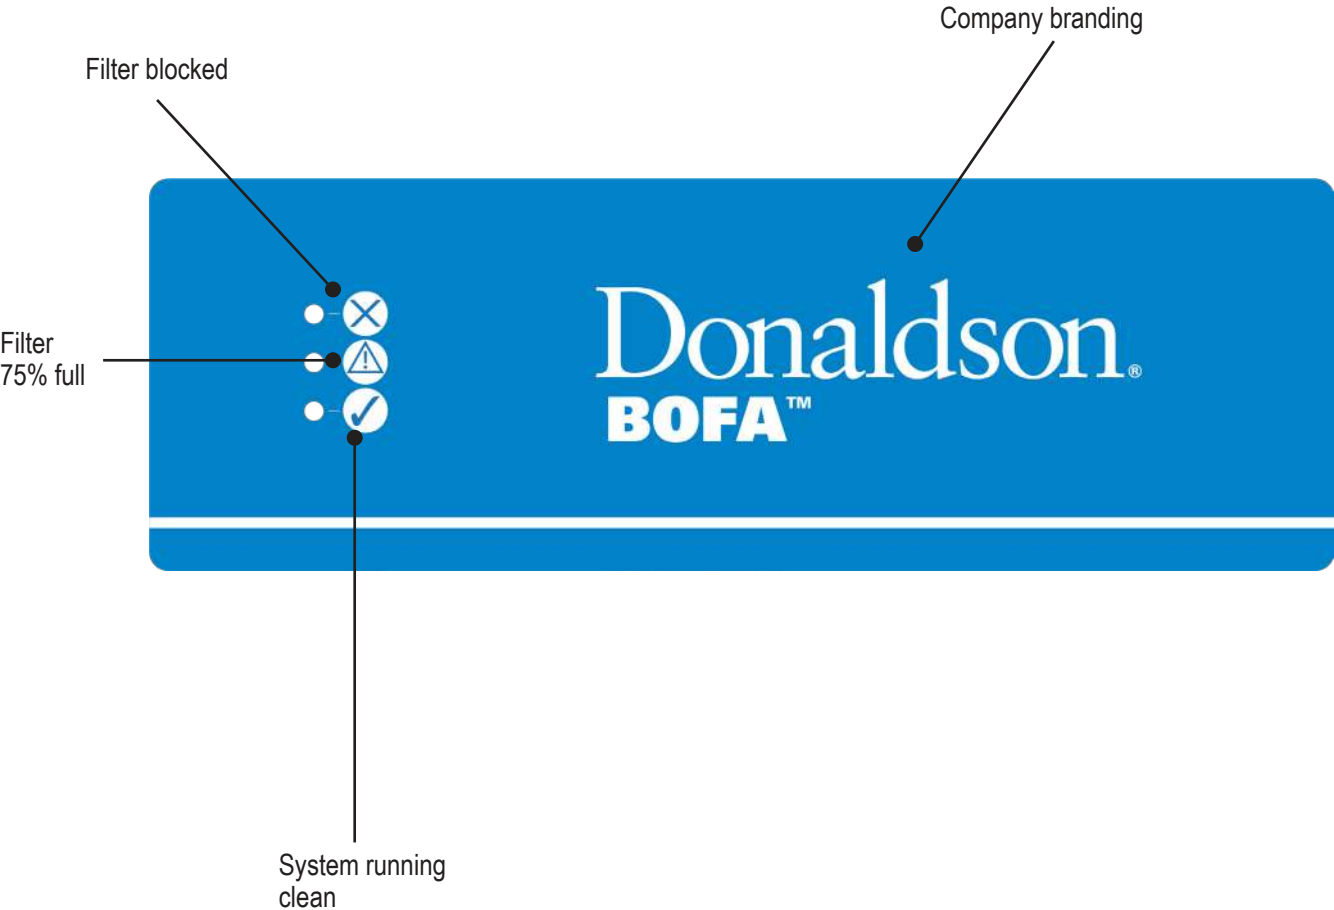 Company branding
Filter blocked
Filter
75% full
Donaldson®
BOFA™
System running
clean